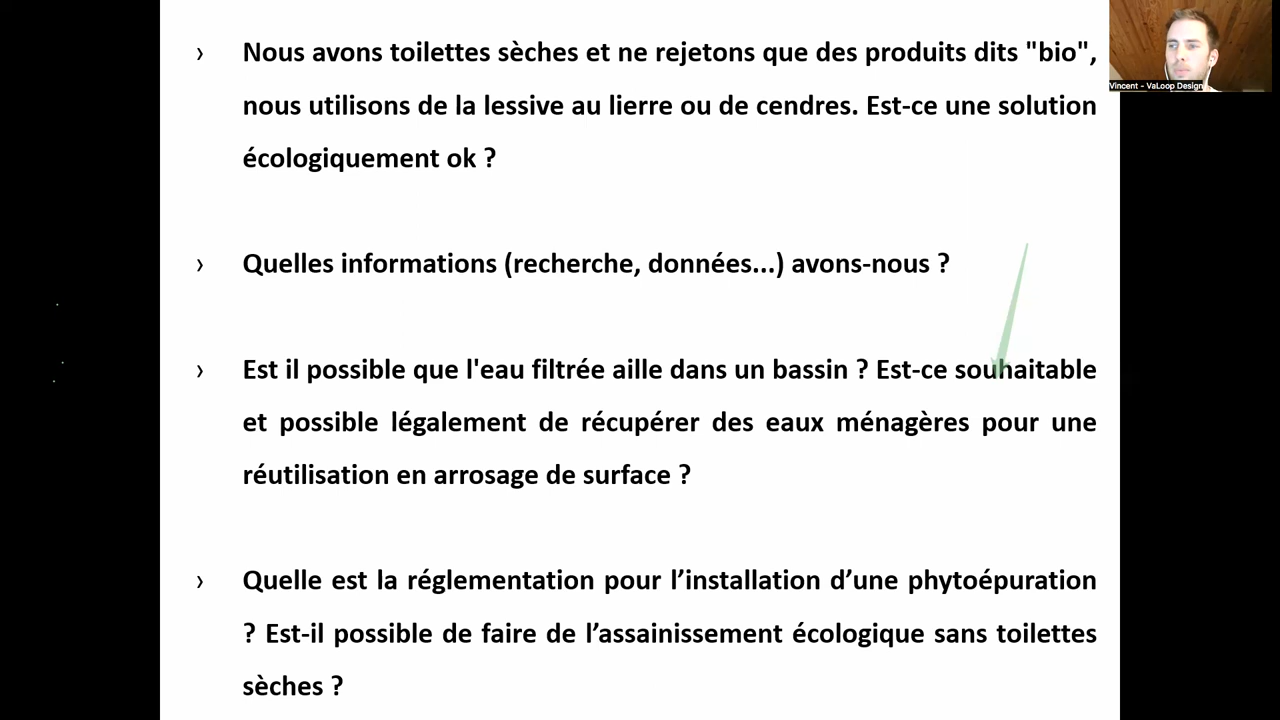 › Nous avons toilettes sèches et ne rejetons que des produits dits "bio",
nous utilisons de la lessive au lierre ou de cendres. Est-ce une solution
écologiquement ok ?
› Quelles informations (recherche, données...) avons-nous ?
› Est il possible que l'eau filtrée aille dans un bassin ? Est-ce souhaitable
et possible légalement de récupérer des eaux ménagères pour une
réutilisation en arrosage de surface ?
› Quelle est la réglementation pour l’installation d’une phytoépuration
? Est-il possible de faire de l’assainissement écologique sans toilettes
sèches ?
Vincent - VaLoop Design